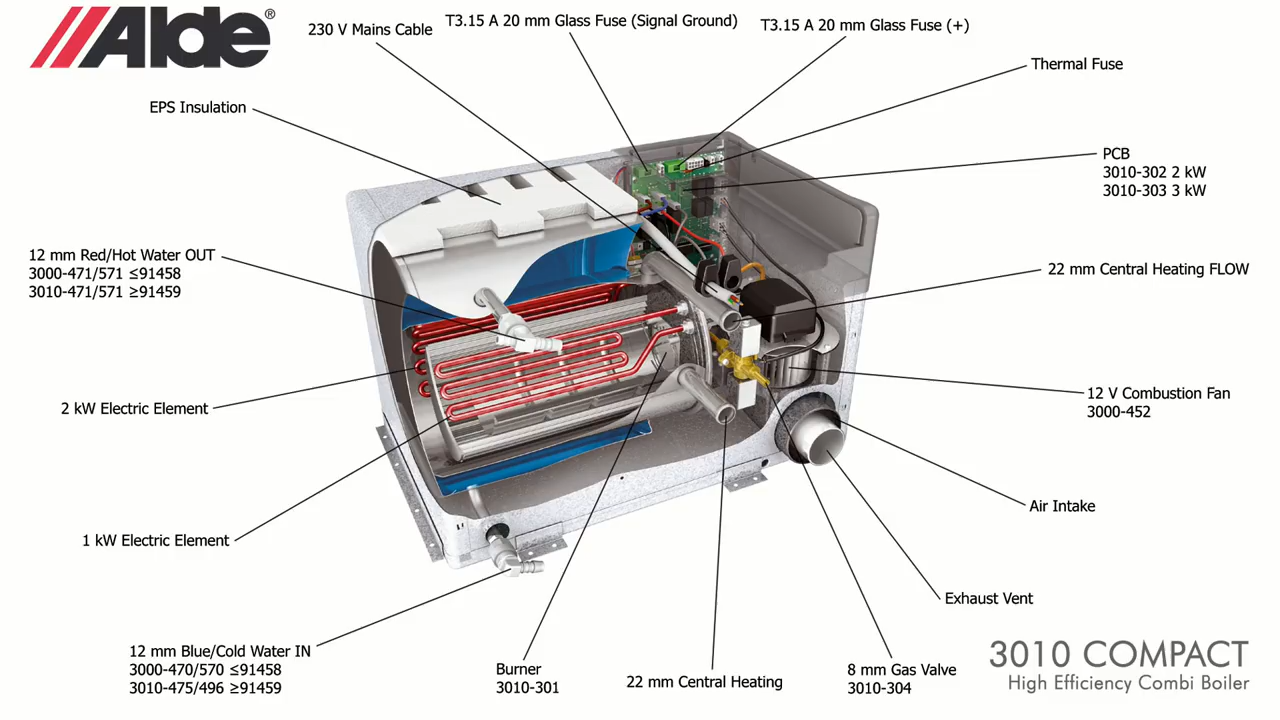 Alde®
230 V Mains Cable
T3.15 A 20 mm Glass Fuse (Signal Ground)
T3.15 A 20 mm Glass Fuse (+)
Thermal Fuse
EPS Insulation
PCB
3010-302 2 kW
3010-303 3 kW
12 mm Red/Hot Water OUT
3000-471/571 ≤91458
3010-471/571 ≥91459
22 mm Central Heating FLOW
2 kW Electric Element
12 V Combustion Fan
3000-452
1 kW Electric Element
Air Intake
Exhaust Vent
12 mm Blue/Cold Water IN
3000-470/570 ≤91458
3010-475/496 ≥91459
Burner
3010-301
22 mm Central Heating
8 mm Gas Valve
3010-304
3010 COMPACT
High Efficiency Combi Boiler